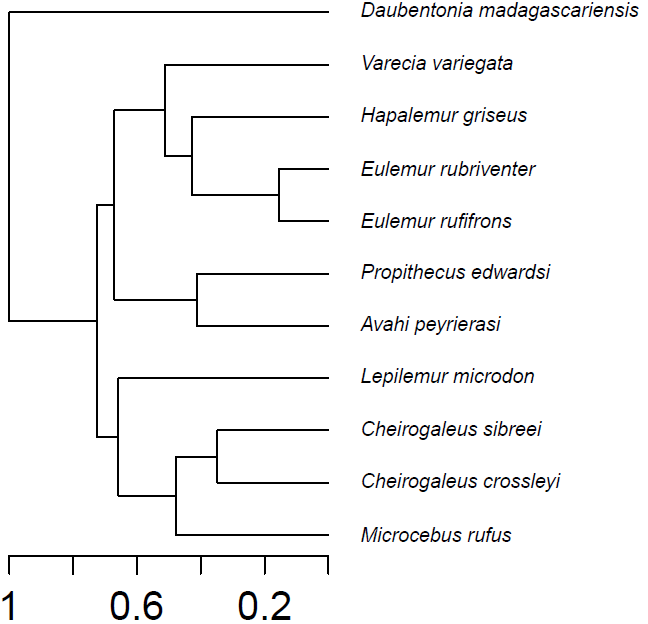 Daubentonia madagascariensis
Varecia variegata
Hapalemur griseus
Eulemur rubriventer
Eulemur rufifrons
Propithecus edwardsi
Avahi peyrierasi
Lepilemur microdon
Cheirogaleus sibreei
Cheirogaleus crossleyi
Microcebus rufus
1 0.6 0.2